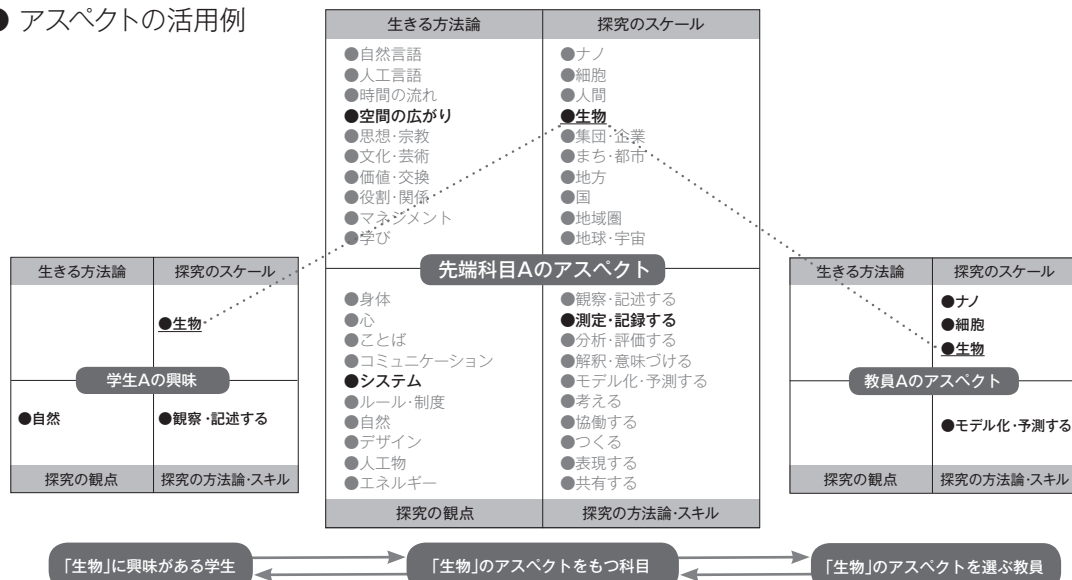 ● アスペクトの活用例
生きる方法論
探究のスケール
●自然言語
●人工言語
●時間の流れ
●空間の広がり
●思想・宗教
●文化・芸術
●価値・交換
●役割・関係
●マネジメント
●学び
●ナノ
●細胞
●人間
●生物
●集団・企業
●まち・都市
●地方
●国
●地域圏
●地球・宇宙
先端科目Aのアスペクト
●身体
●心
●ことば
●コミュニケーション
●システム
●ルール・制度
●自然
●デザイン
●人工物
●エネルギー
●観察・記述する
●測定・記録する
●分析・評価する
●解釈・意味づける
●モデル化・予測する
●考える
●協働する
●つくる
●表現する
●共有する
探究の観点
探究の方法論・スキル
生きる方法論
探究のスケール
●生物
学生Aの興味
●自然
●観察・記述する
探究の観点
探究の方法論・スキル
生きる方法論
探究のスケール
●ナノ
●細胞
●生物
教員Aのアスペクト
●モデル化・予測する
探究の観点
探究の方法論・スキル
「生物」に興味がある学生
「生物」のアスペクトをもつ科目
「生物」のアスペクトを選ぶ教員